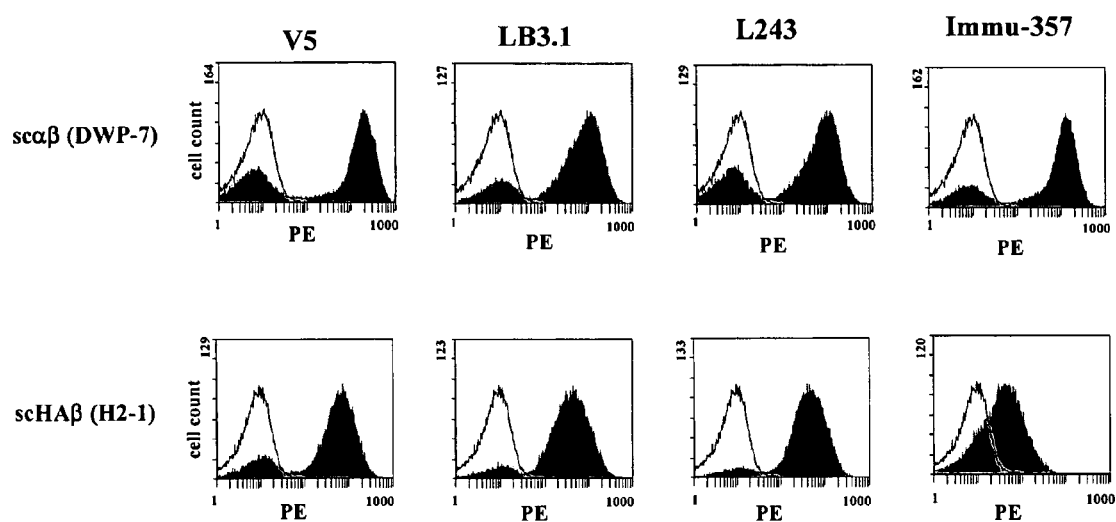 V5 LB3.1 L243 Immu-357
scαβ (DWP-7)
164
cell count
1 1000
PE
127
1 1000
PE
129
1 1000
PE
162
1 1000
PE
scHAβ (H2-1)
129
cell count
1 1000
PE
123
1 1000
PE
133
1 1000
PE
120
1 1000
PE